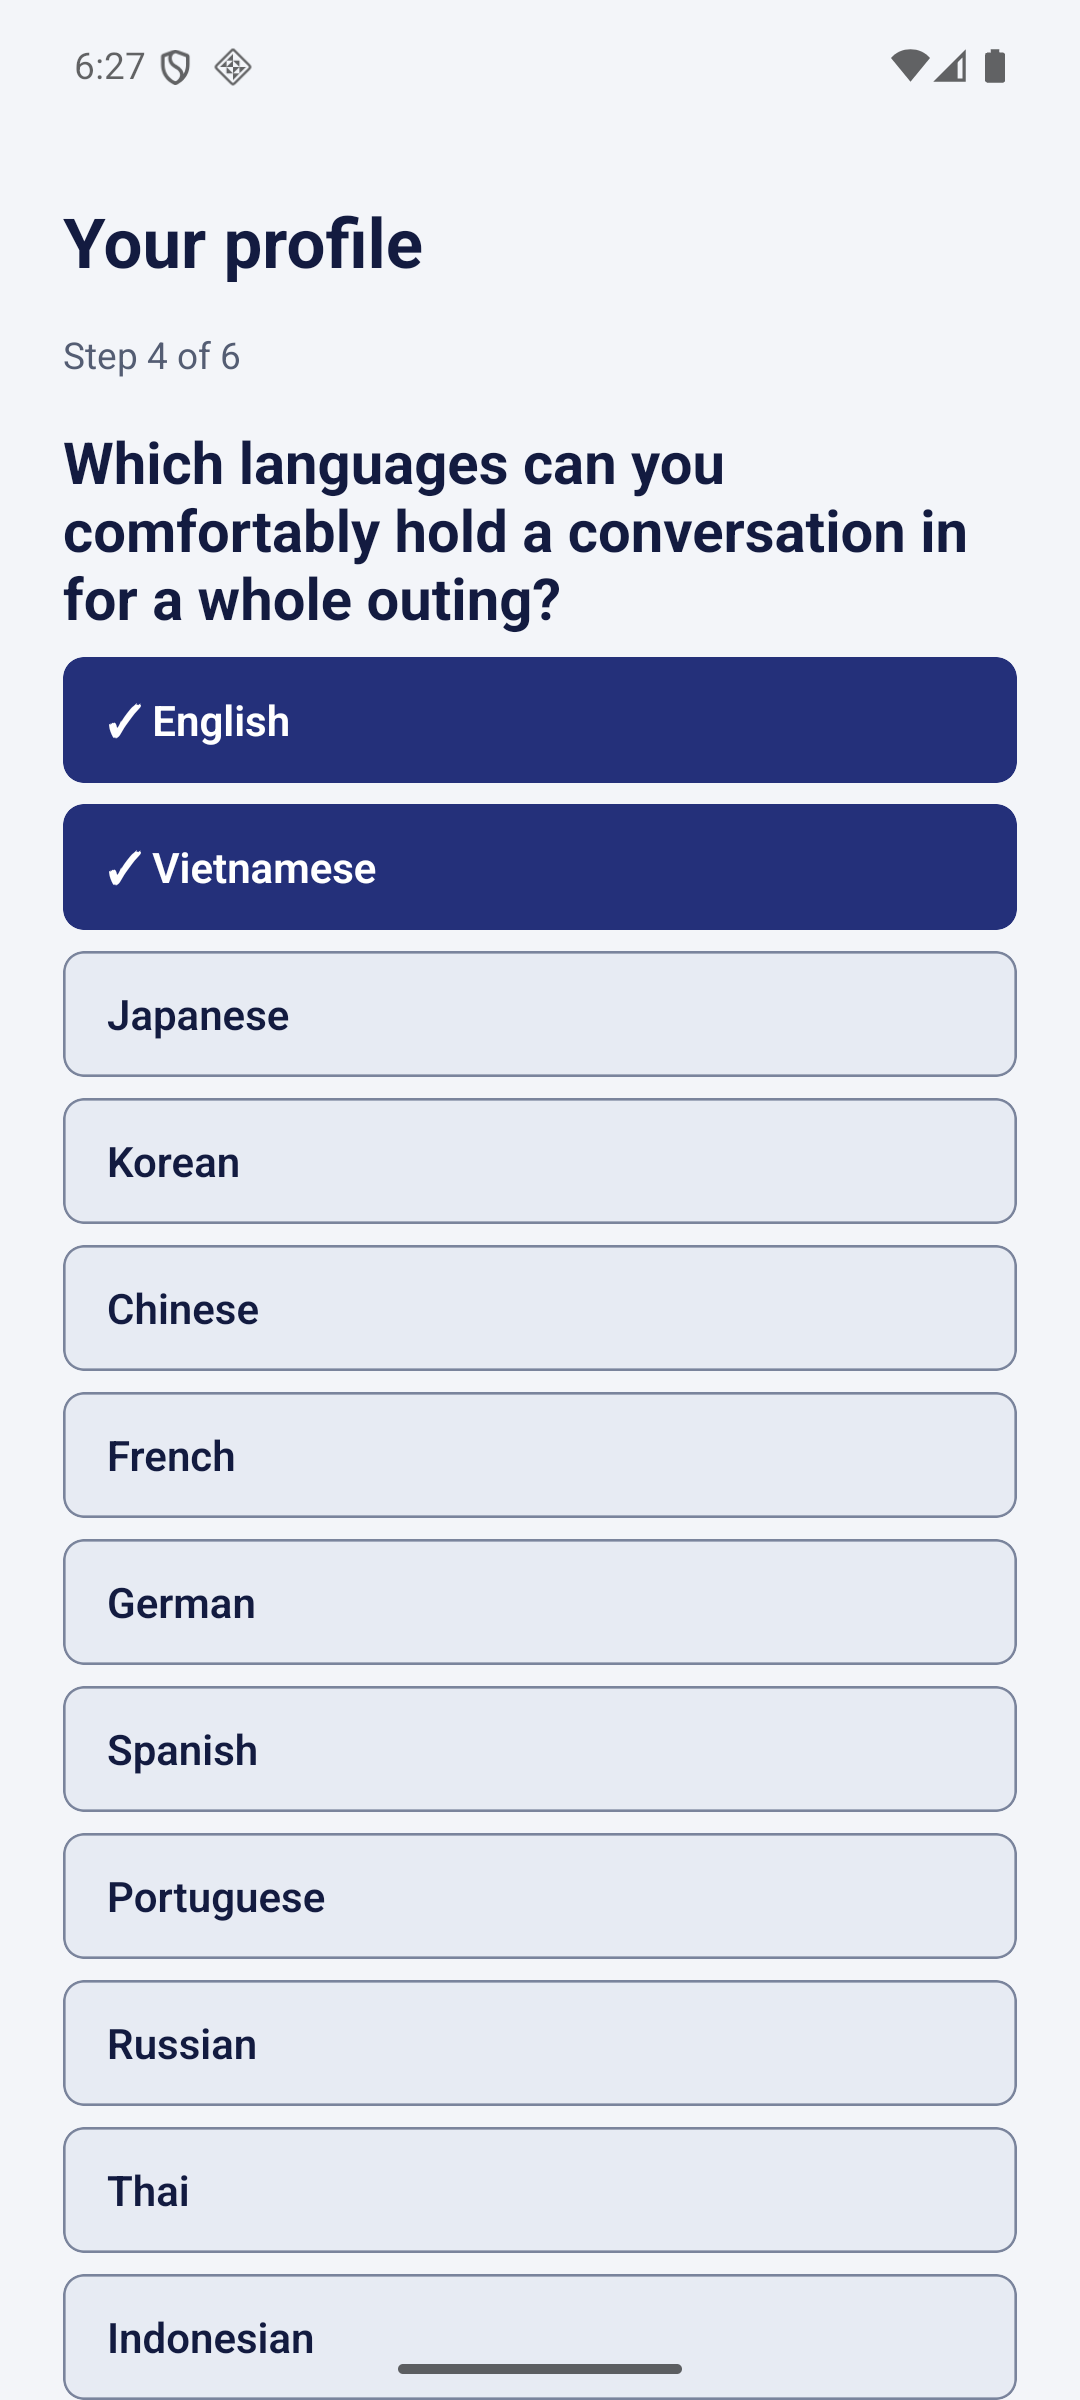 6:27
Your profile
Step 4 of 6
Which languages can you
comfortably hold a conversation in
for a whole outing?
✓ English
✓ Vietnamese
Japanese
Korean
Chinese
French
German
Spanish
Portuguese
Russian
Thai
Indonesian